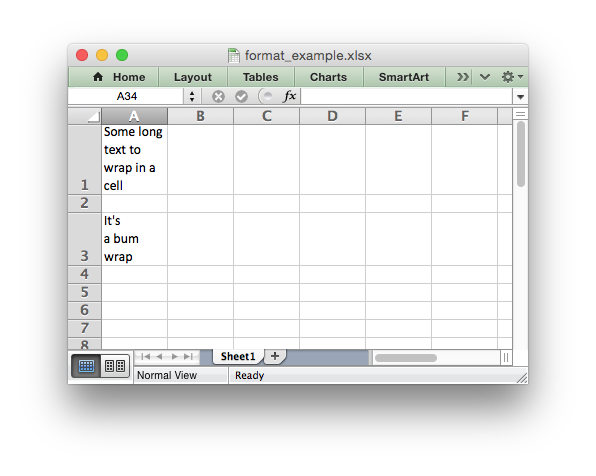 format_example.xlsx
Home Layout Tables Charts SmartArt
A34 fx
A B C D E F
Some long
text to
wrap in a
1 cell
2
It's
a bum
3 wrap
4
5
6
7
8
Sheet1 +
Normal View Ready